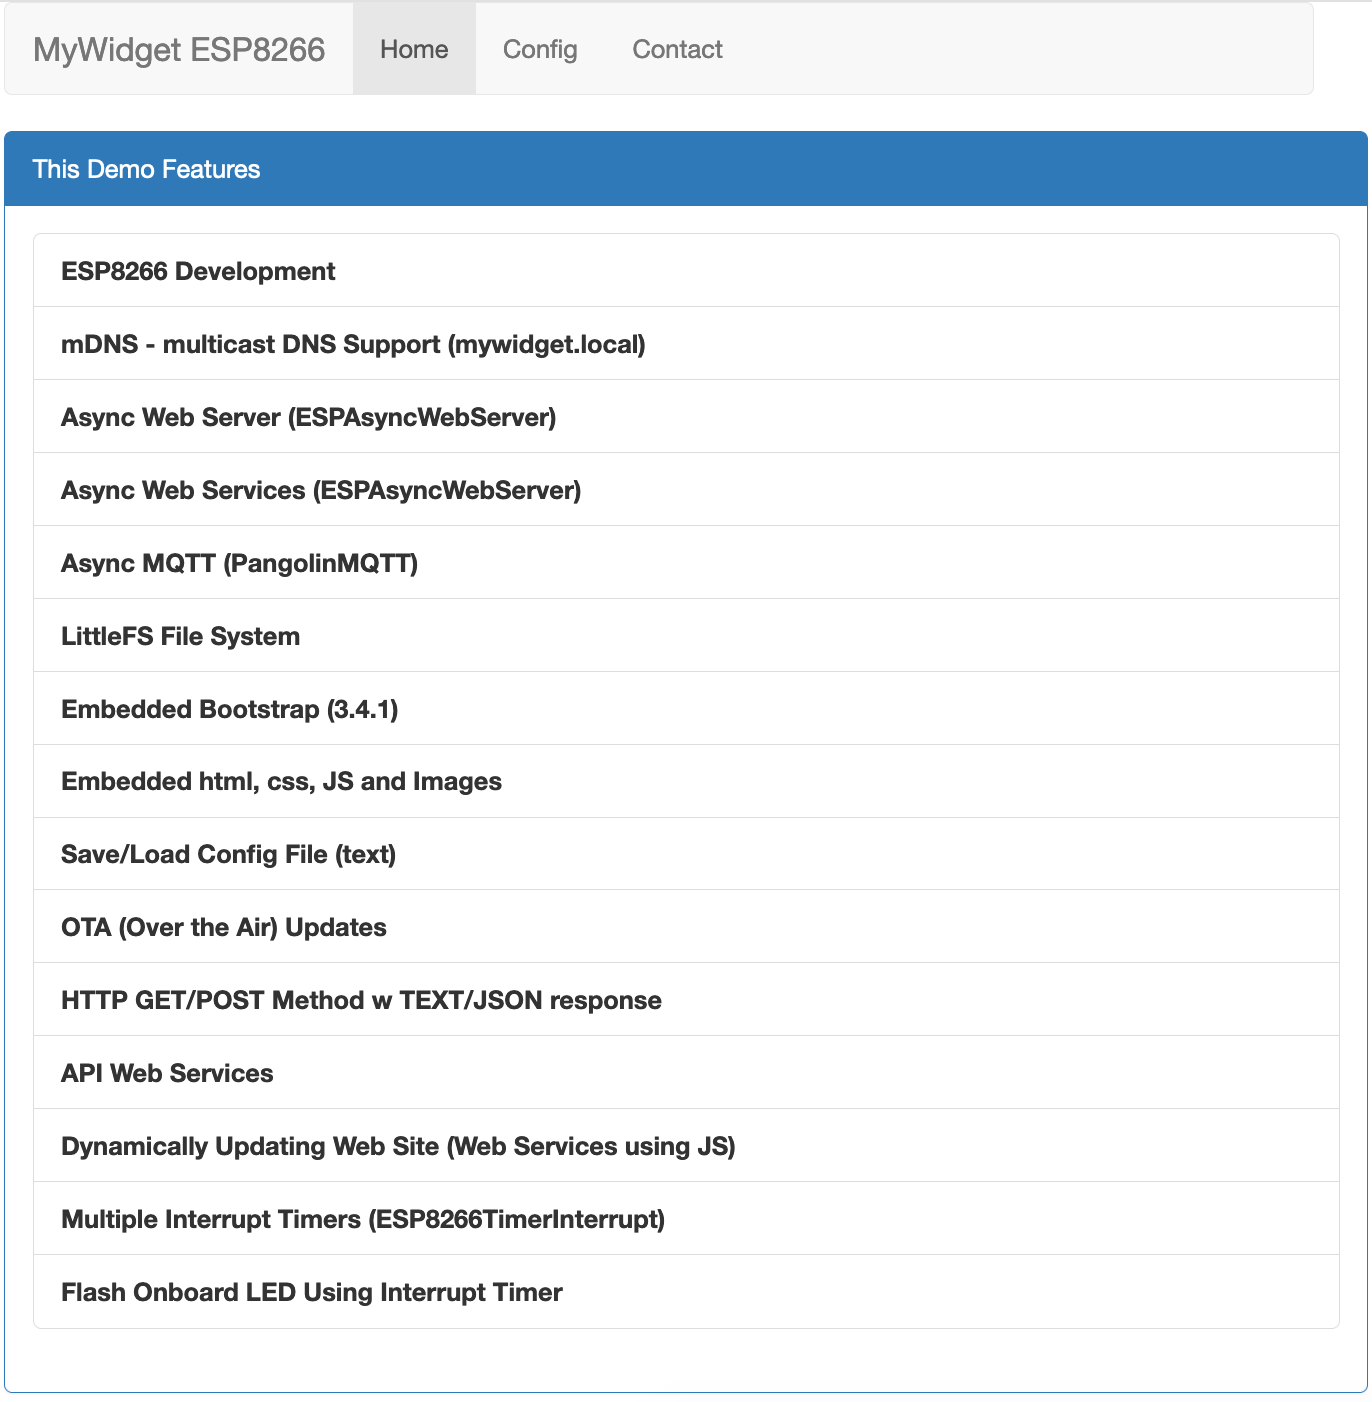 MyWidget ESP8266 Home Config Contact
This Demo Features
ESP8266 Development
mDNS - multicast DNS Support (mywidget.local)
Async Web Server (ESPAsyncWebServer)
Async Web Services (ESPAsyncWebServer)
Async MQTT (PangolinMQTT)
LittleFS File System
Embedded Bootstrap (3.4.1)
Embedded html, css, JS and Images
Save/Load Config File (text)
OTA (Over the Air) Updates
HTTP GET/POST Method w TEXT/JSON response
API Web Services
Dynamically Updating Web Site (Web Services using JS)
Multiple Interrupt Timers (ESP8266TimerInterrupt)
Flash Onboard LED Using Interrupt Timer